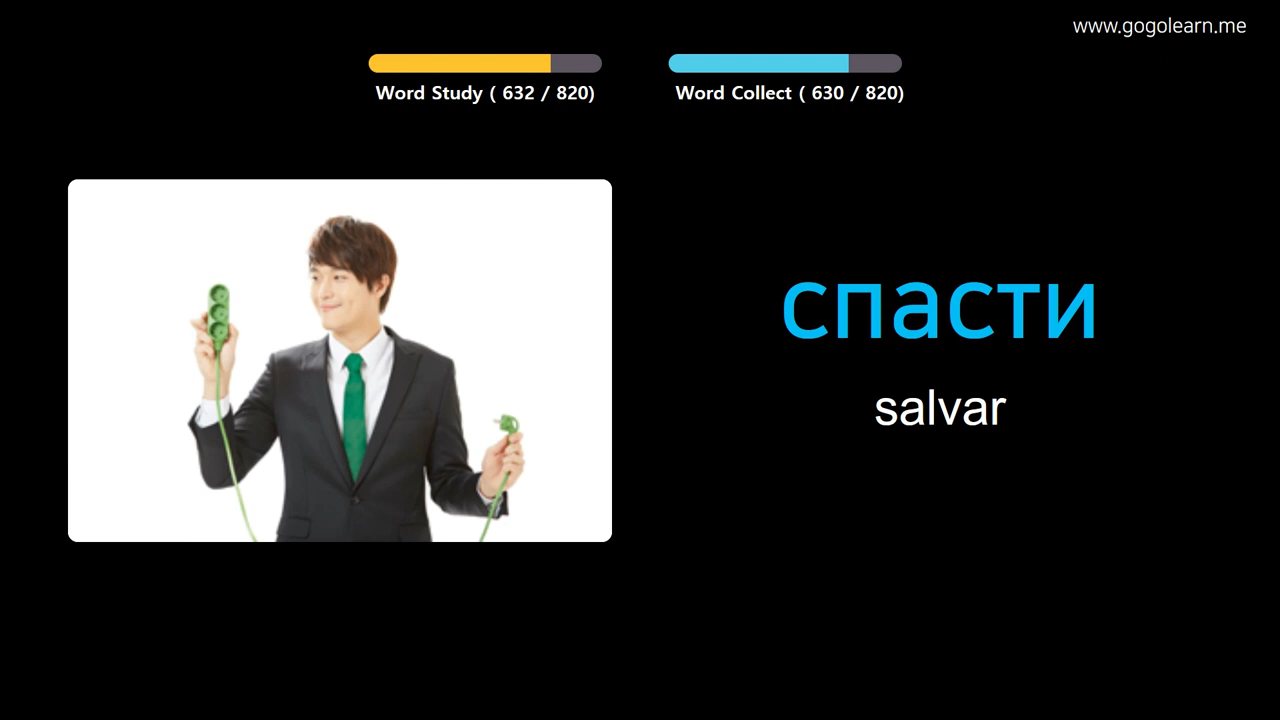 www.gogolearn.me
Word Study ( 632 / 820)
Word Collect ( 630 / 820)
спасти
salvar